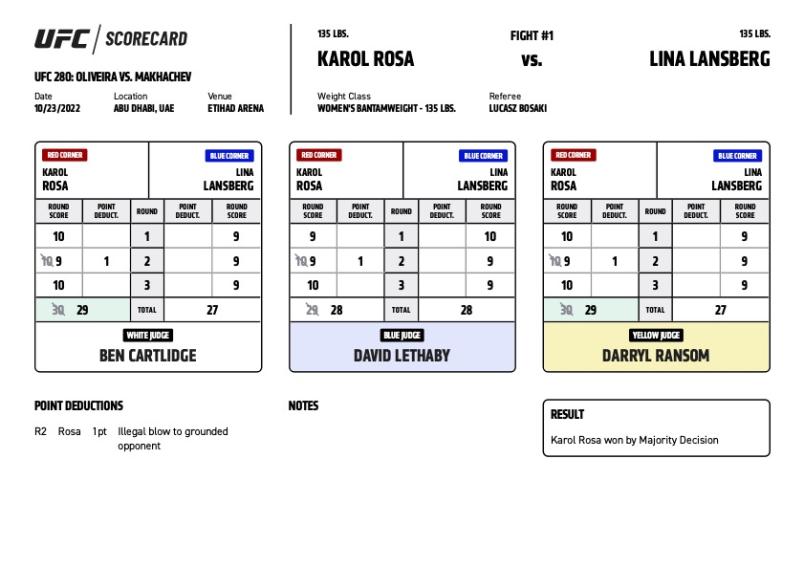 UFC / SCORECARD
UFC 280: OLIVEIRA VS. MAKHACHEV
Date Location Venue
10/23/2022 ABU DHABI, UAE ETIHAD ARENA
135 LBS. FIGHT #1 135 LBS.
KAROL ROSA VS. LINA LANSBERG
Weight Class Referee
WOMEN'S BANTAMWEIGHT - 135 LBS. LUCASZ BOSAKI
RED CORNER BLUE CORNER
KAROL LINA
ROSA LANSBERG
ROUND SCORE POINT DEDUCT. ROUND POINT DEDUCT. ROUND SCORE
10 1 9
10 9 1 2 9
10 3 9
30 29 TOTAL 27
WHITE JUDGE
BEN CARTLIDGE
RED CORNER BLUE CORNER
KAROL LINA
ROSA LANSBERG
ROUND SCORE POINT DEDUCT. ROUND POINT DEDUCT. ROUND SCORE
9 1 10
10 9 1 2 9
10 3 9
29 28 TOTAL 28
BLUE JUDGE
DAVID LETHABY
RED CORNER BLUE CORNER
KAROL LINA
ROSA LANSBERG
ROUND SCORE POINT DEDUCT. ROUND POINT DEDUCT. ROUND SCORE
10 1 9
10 9 1 2 9
10 3 9
30 29 TOTAL 27
YELLOW JUDGE
DARRYL RANSOM
POINT DEDUCTIONS
R2 Rosa 1pt Illegal blow to grounded
opponent
NOTES
RESULT
Karol Rosa won by Majority Decision